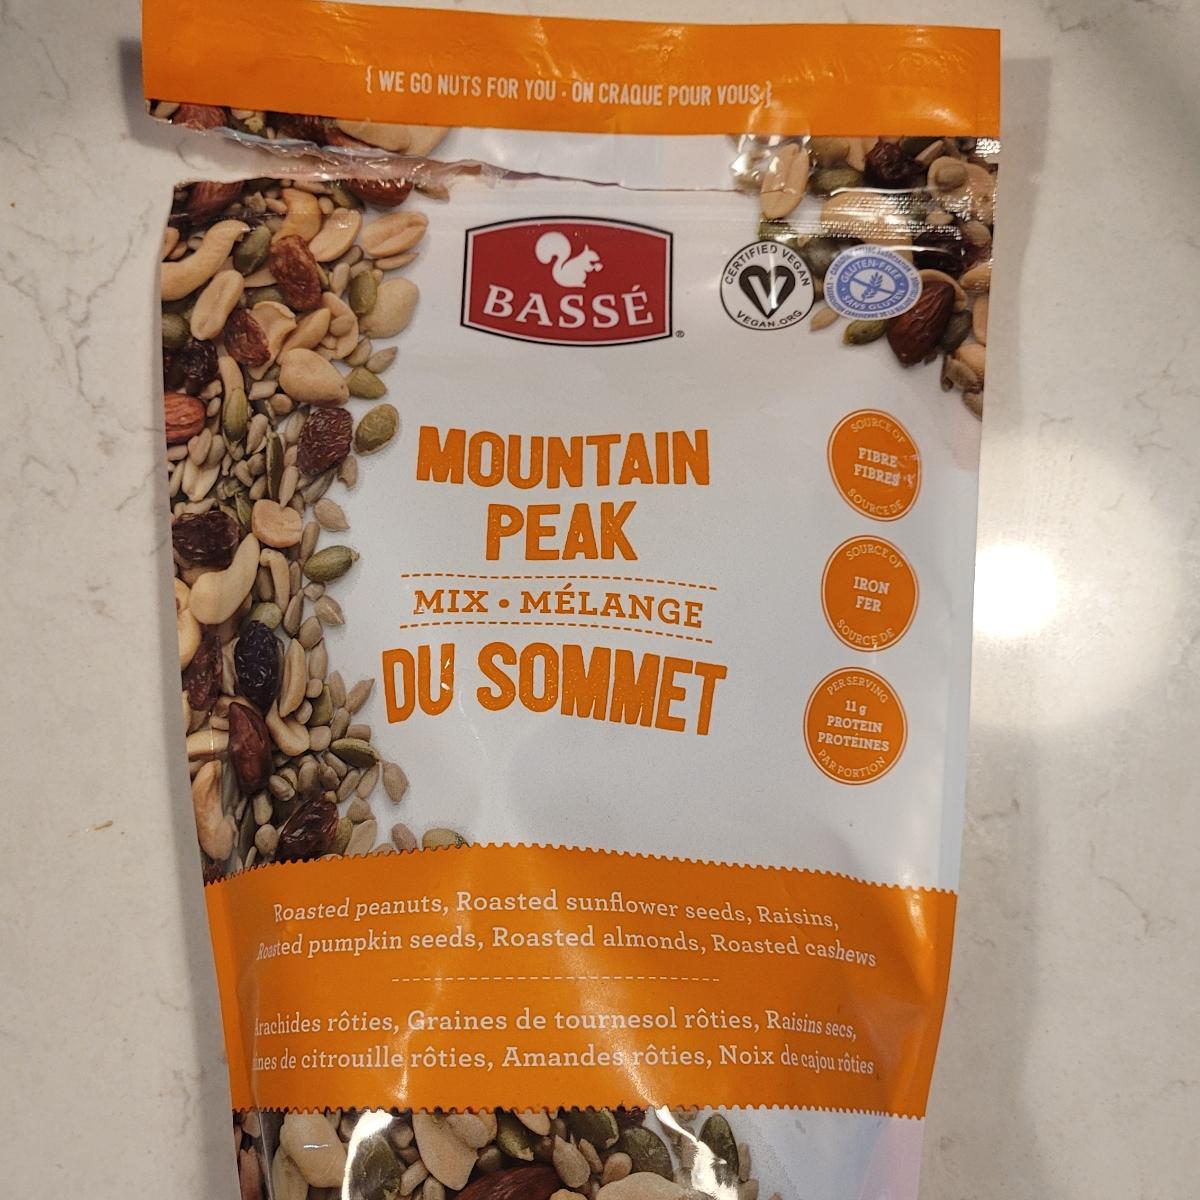 { WE GO NUTS FOR YOU · ON CRAQUE POUR VOUS }
BASSÉ
®
CERTIFIED VEGAN
VEGAN.ORG
GLUTEN-FREE
SANS GLUTEN
MOUNTAIN
PEAK
MIX • MÉLANGE
DU SOMMET
SOURCE OF
FIBRE
FIBRES
SOURCE DE
SOURCE OF
IRON
FER
SOURCE DE
PER SERVING
11 g
PROTEIN
PROTÉINES
PAR PORTION
Roasted peanuts, Roasted sunflower seeds, Raisins,
Roasted pumpkin seeds, Roasted almonds, Roasted cashews
Arachides rôties, Graines de tournesol rôties, Raisins secs,
ines de citrouille rôties, Amandes rôties, Noix de cajou rôties